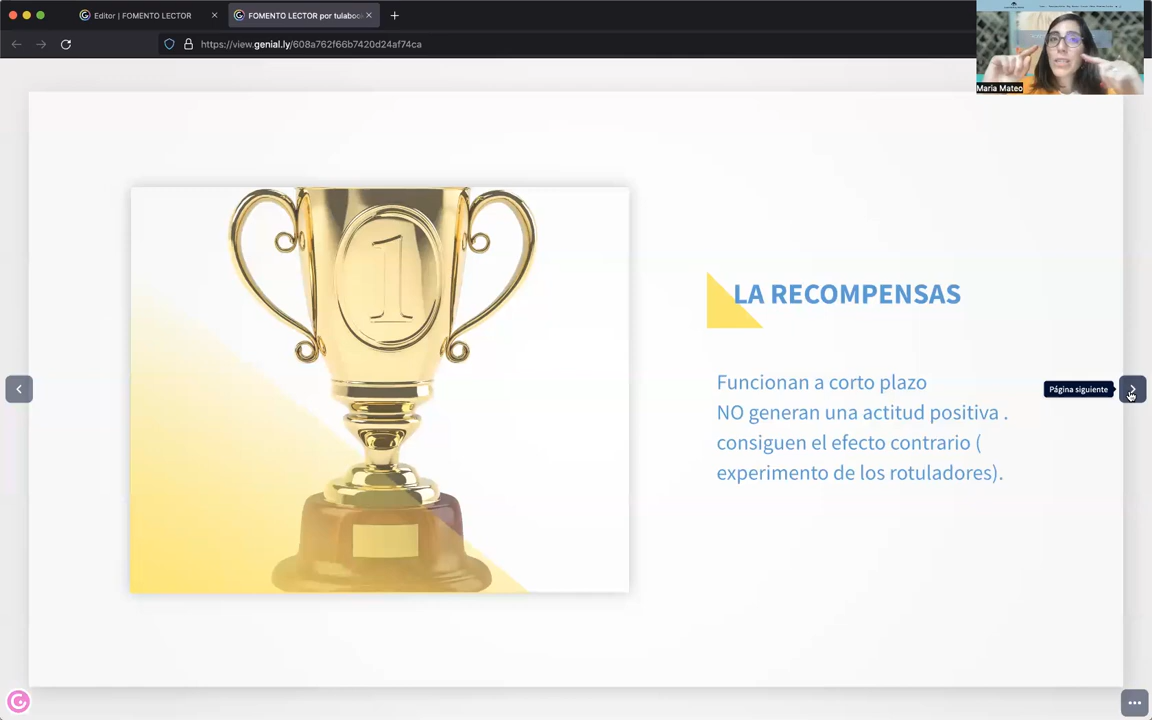 Editor | FOMENTO LECTOR
FOMENTO LECTOR por tulaboc
https://view.genial.ly/608a762f66b7420d24af74ca
Maria Mateo
1
LA RECOMPENSAS
Funcionan a corto plazo
NO generan una actitud positiva .
consiguen el efecto contrario (
experimento de los rotuladores).
Página siguiente